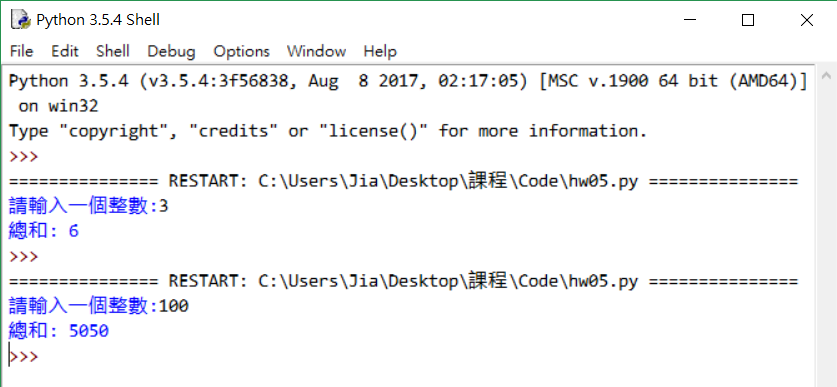 Python 3.5.4 Shell
File Edit Shell Debug Options Window Help
Python 3.5.4 (v3.5.4:3f56838, Aug  8 2017, 02:17:05) [MSC v.1900 64 bit (AMD64)]
 on win32
Type "copyright", "credits" or "license()" for more information.
>>>
=============== RESTART: C:\Users\Jia\Desktop\課程\Code\hw05.py ===============
請輸入一個整數:3
總和: 6
>>>
=============== RESTART: C:\Users\Jia\Desktop\課程\Code\hw05.py ===============
請輸入一個整數:100
總和: 5050
>>>